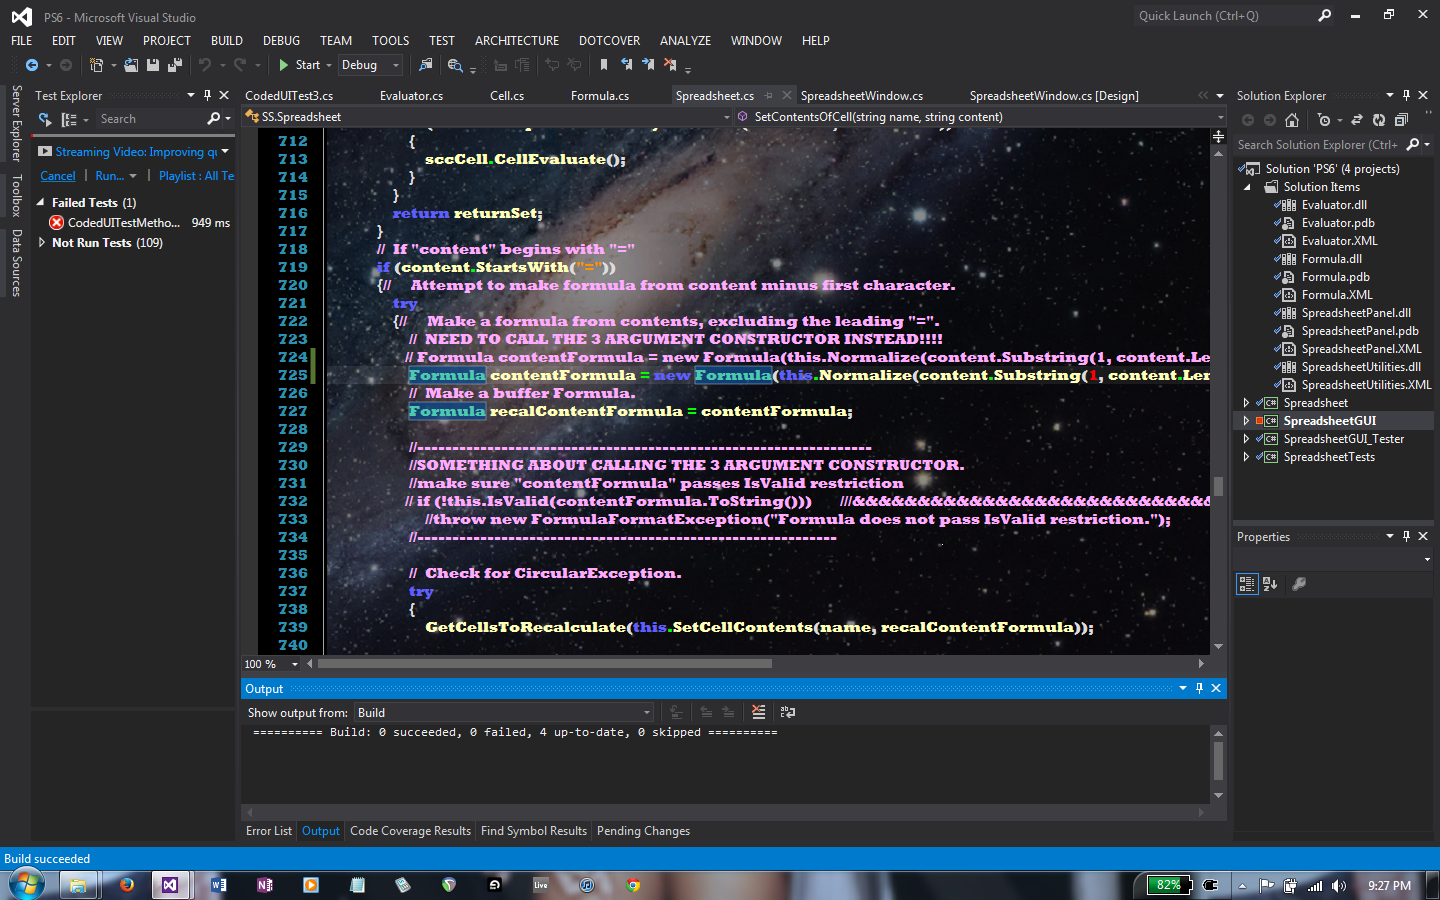 PS6 - Microsoft Visual Studio
Quick Launch (Ctrl+Q)
FILE EDIT VIEW PROJECT BUILD DEBUG TEAM TOOLS TEST ARCHITECTURE DOTCOVER ANALYZE WINDOW HELP
Start Debug
Server Explorer
Toolbox
Data Sources
Test Explorer
Search
Streaming Video: Improving qu
Cancel | Run... | Playlist : All Te
Failed Tests (1)
CodedUITestMetho... 949 ms
Not Run Tests (109)
CodedUITest3.cs Evaluator.cs Cell.cs Formula.cs Spreadsheet.cs SpreadsheetWindow.cs SpreadsheetWindow.cs [Design]
SS.Spreadsheet SetContentsOfCell(string name, string content)
712 {
713 sccCell.CellEvaluate();
714 }
715 }
716 return returnSet;
717 }
718 // If "content" begins with "="
719 if (content.StartsWith("="))
720 {// Attempt to make formula from content minus first character.
721 try
722 {// Make a formula from contents, excluding the leading "=".
723 // NEED TO CALL THE 3 ARGUMENT CONSTRUCTOR INSTEAD!!!!
724 // Formula contentFormula = new Formula(this.Normalize(content.Substring(1, content.Le
725 Formula contentFormula = new Formula(this.Normalize(content.Substring(1, content.Len
726 // Make a buffer Formula.
727 Formula recalContentFormula = contentFormula;
728
729 //------------------------------------------------------------------
730 //SOMETHING ABOUT CALLING THE 3 ARGUMENT CONSTRUCTOR.
731 //make sure "contentFormula" passes IsValid restriction
732 // if (!this.IsValid(contentFormula.ToString())) ///&&&&&&&&&&&&&&&&&&&&&&&&&&&&
733 //throw new FormulaFormatException("Formula does not pass IsValid restriction.");
734 //-------------------------------------------------------------
735
736 // Check for CircularException.
737 try
738 {
739 GetCellsToRecalculate(this.SetCellContents(name, recalContentFormula));
740
100 %
Output
Show output from: Build
========== Build: 0 succeeded, 0 failed, 4 up-to-date, 0 skipped ==========
Error List Output Code Coverage Results Find Symbol Results Pending Changes
Solution Explorer
Search Solution Explorer (Ctrl+
Solution 'PS6' (4 projects)
Solution Items
Evaluator.dll
Evaluator.pdb
Evaluator.XML
Formula.dll
Formula.pdb
Formula.XML
SpreadsheetPanel.dll
SpreadsheetPanel.pdb
SpreadsheetPanel.XML
SpreadsheetUtilities.dll
SpreadsheetUtilities.XML
Spreadsheet
SpreadsheetGUI
SpreadsheetGUI_Tester
SpreadsheetTests
Properties
Build succeeded
Live
82%
9:27 PM